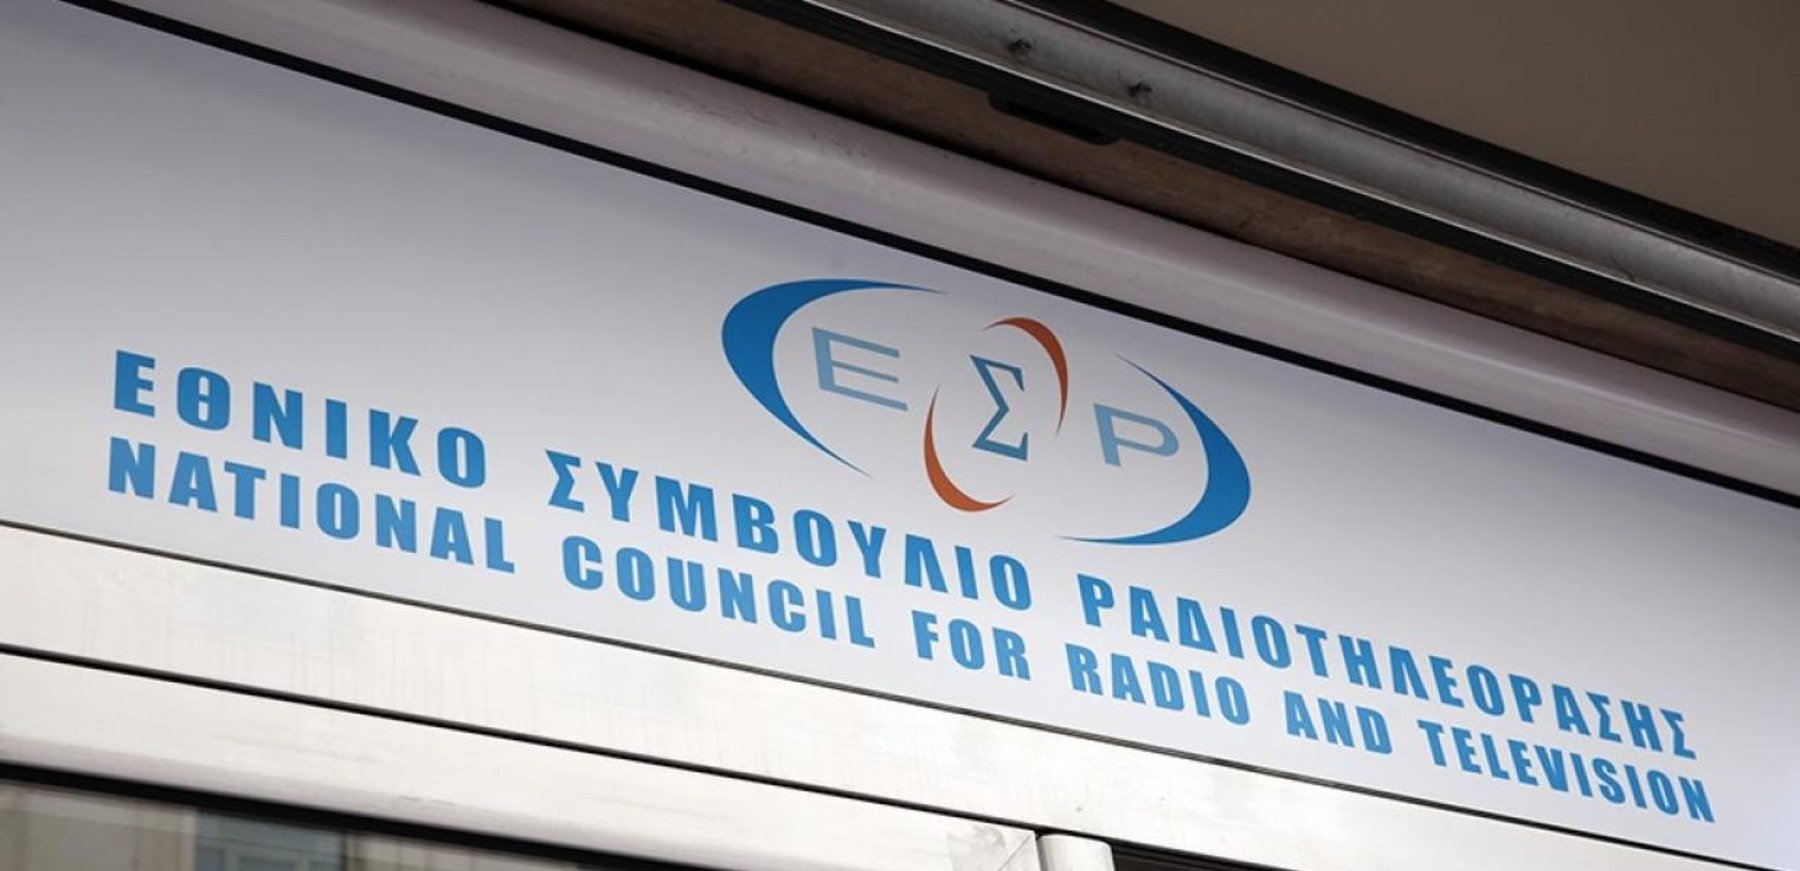 ΕΣΡ
ΕΘΝΙΚΟ ΣΥΜΒΟΥΛΙΟ ΡΑΔΙΟΤΗΛΕΟΡΑΣΗΣ
NATIONAL COUNCIL FOR RADIO AND TELEVISION